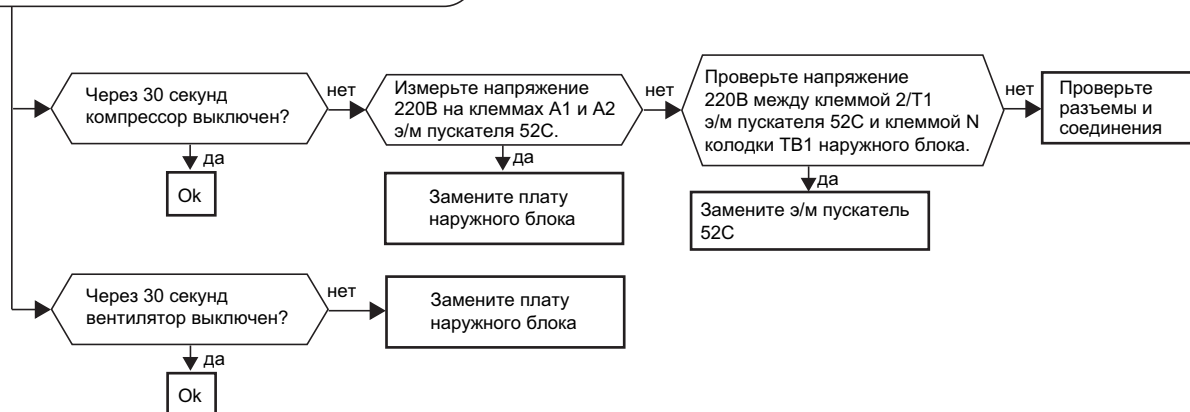 Через 30 секунд
компрессор выключен?
нет
да
Ok
Измерьте напряжение
220В на клеммах А1 и А2
э/м пускателя 52С.
нет
да
Замените плату
наружного блока
Проверьте напряжение
220В между клеммой 2/Т1
э/м пускателя 52С и клеммой N
колодки ТВ1 наружного блока.
нет
да
Замените э/м пускатель
52С
Проверьте
разъемы и
соединения
Через 30 секунд
вентилятор выключен?
нет
да
Ok
Замените плату
наружного блока